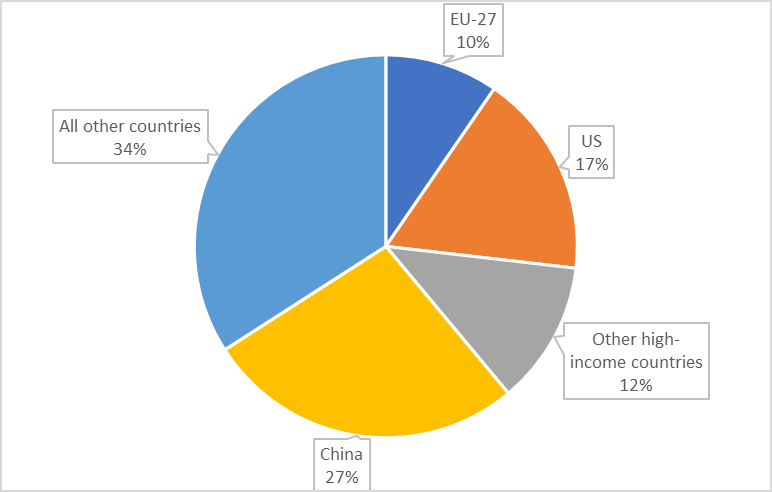 EU-27
10%
US
17%
Other high-
income countries
12%
China
27%
All other countries
34%